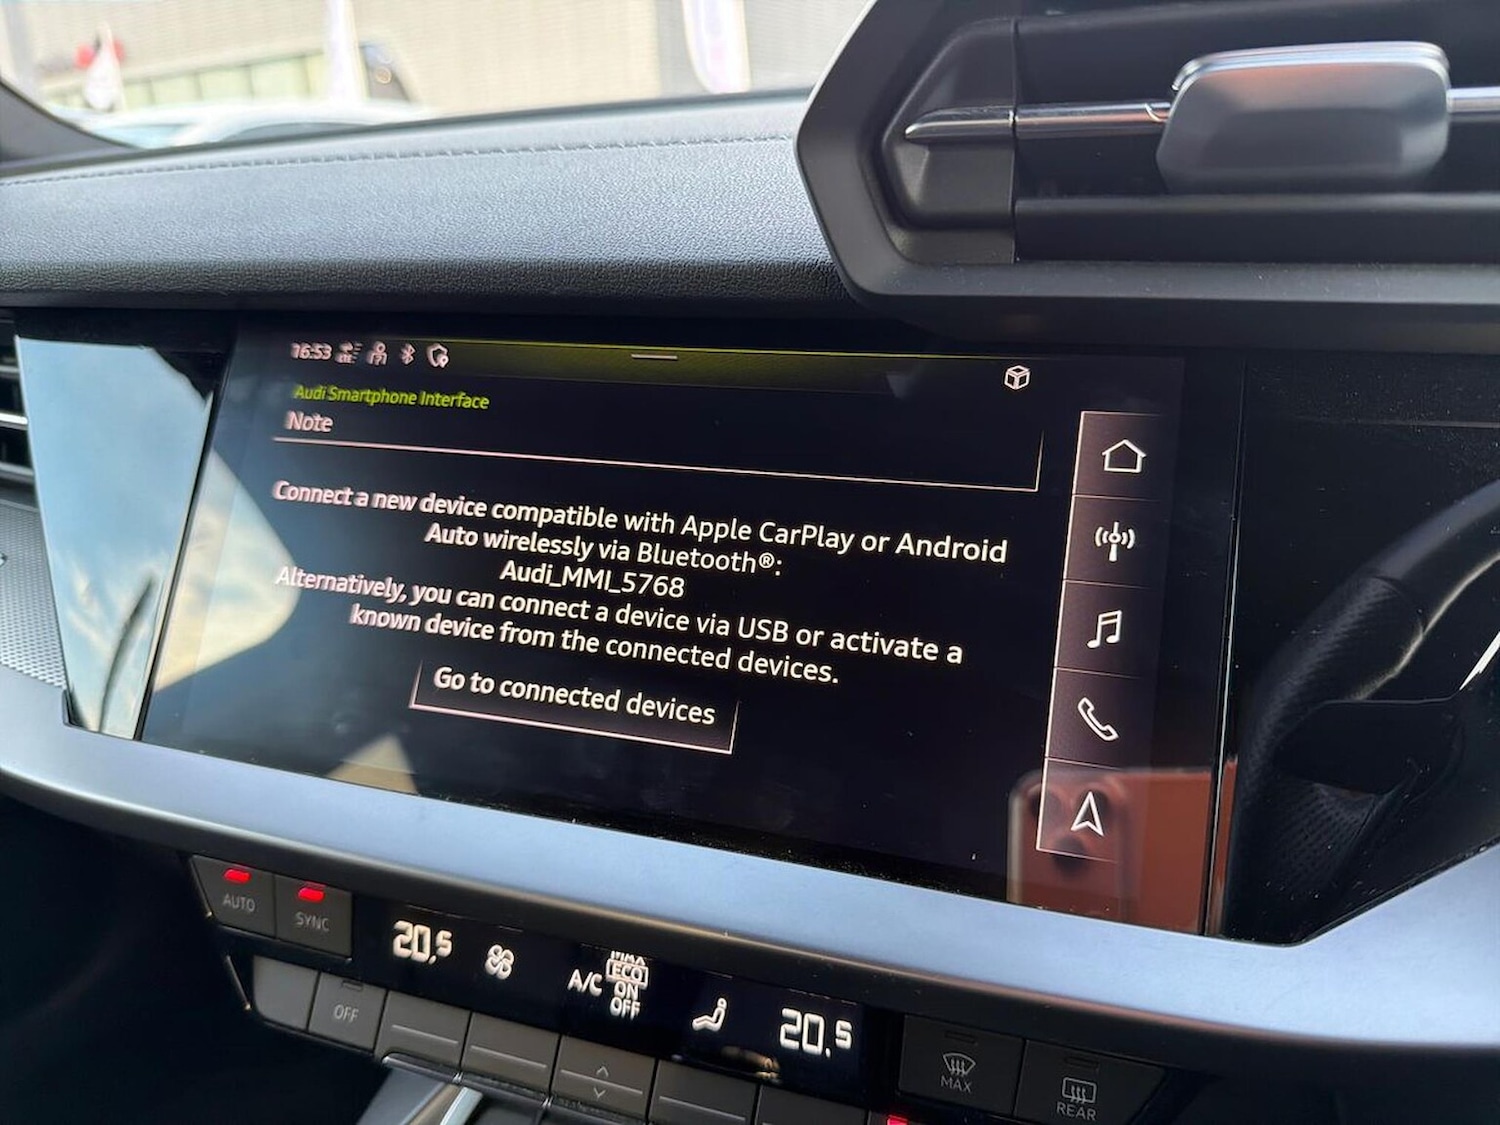 16:53
Audi Smartphone Interface
Note
Connect a new device compatible with Apple CarPlay or Android
Auto wirelessly via Bluetooth®:
Audi_MMI_5768
Alternatively, you can connect a device via USB or activate a
known device from the connected devices.
Go to connected devices
AUTO
SYNC
20,5
A/C
MAX
ECO
ON
OFF
20.5
OFF
MAX
REAR